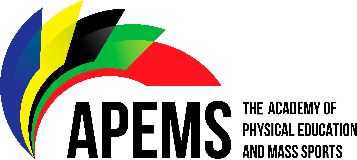 APEMS
THE ACADEMY OF
PHYSICAL EDUCATION
AND MASS SPORTS